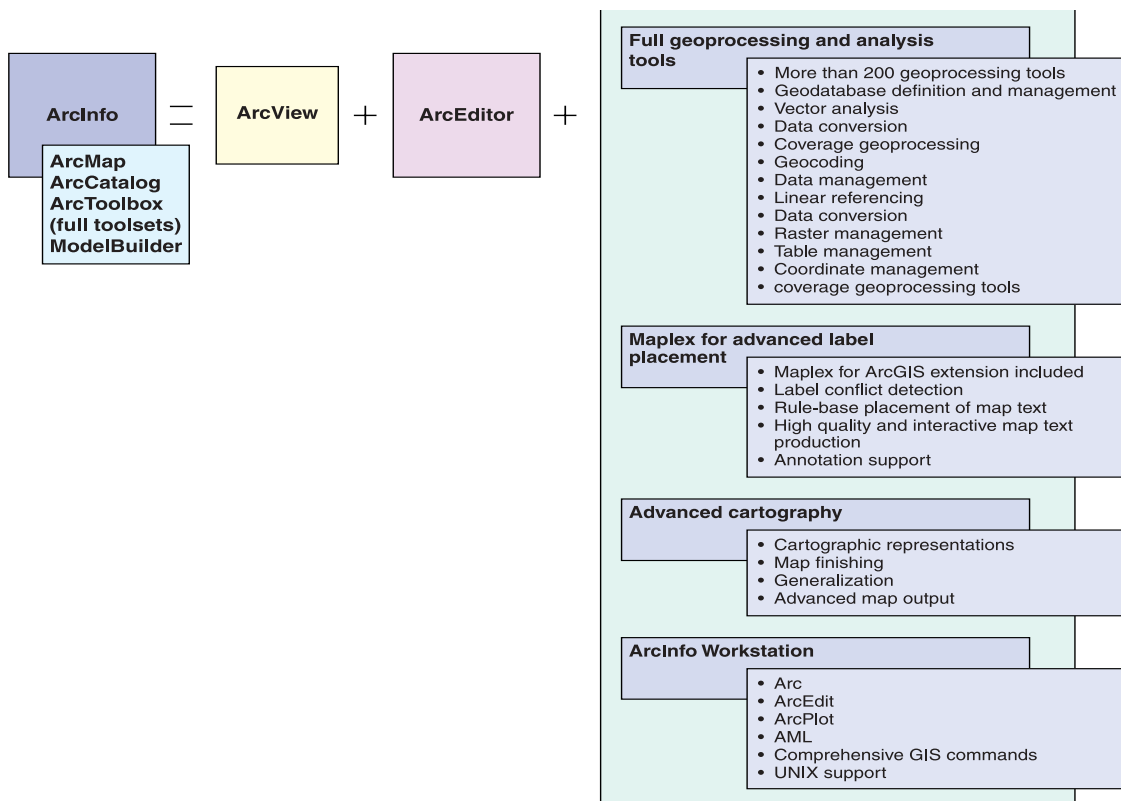 ArcInfo
=
ArcView
+
ArcEditor
+
ArcMap
ArcCatalog
ArcToolbox
(full toolsets)
ModelBuilder
Full geoprocessing and analysis
tools
• More than 200 geoprocessing tools
• Geodatabase definition and management
• Vector analysis
• Data conversion
• Coverage geoprocessing
• Geocoding
• Data management
• Linear referencing
• Data conversion
• Raster management
• Table management
• Coordinate management
• coverage geoprocessing tools
Maplex for advanced label
placement
• Maplex for ArcGIS extension included
• Label conflict detection
• Rule-base placement of map text
• High quality and interactive map text
production
• Annotation support
Advanced cartography
• Cartographic representations
• Map finishing
• Generalization
• Advanced map output
ArcInfo Workstation
• Arc
• ArcEdit
• ArcPlot
• AML
• Comprehensive GIS commands
• UNIX support